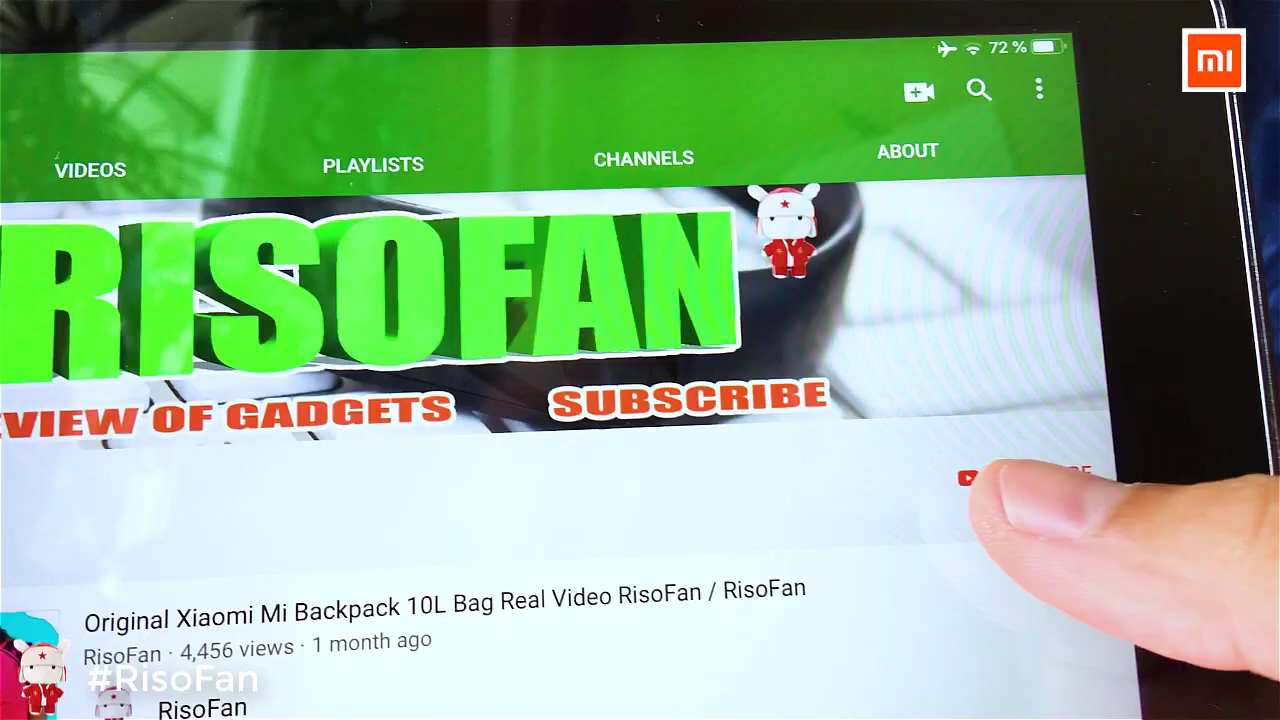 72 %
mi
VIDEOS
PLAYLISTS
CHANNELS
ABOUT
RISOFAN
EVIEW OF GADGETS
SUBSCRIBE
Original Xiaomi Mi Backpack 10L Bag Real Video RisoFan / RisoFan
RisoFan · 4,456 views · 1 month ago
#RisoFan
RisoFan